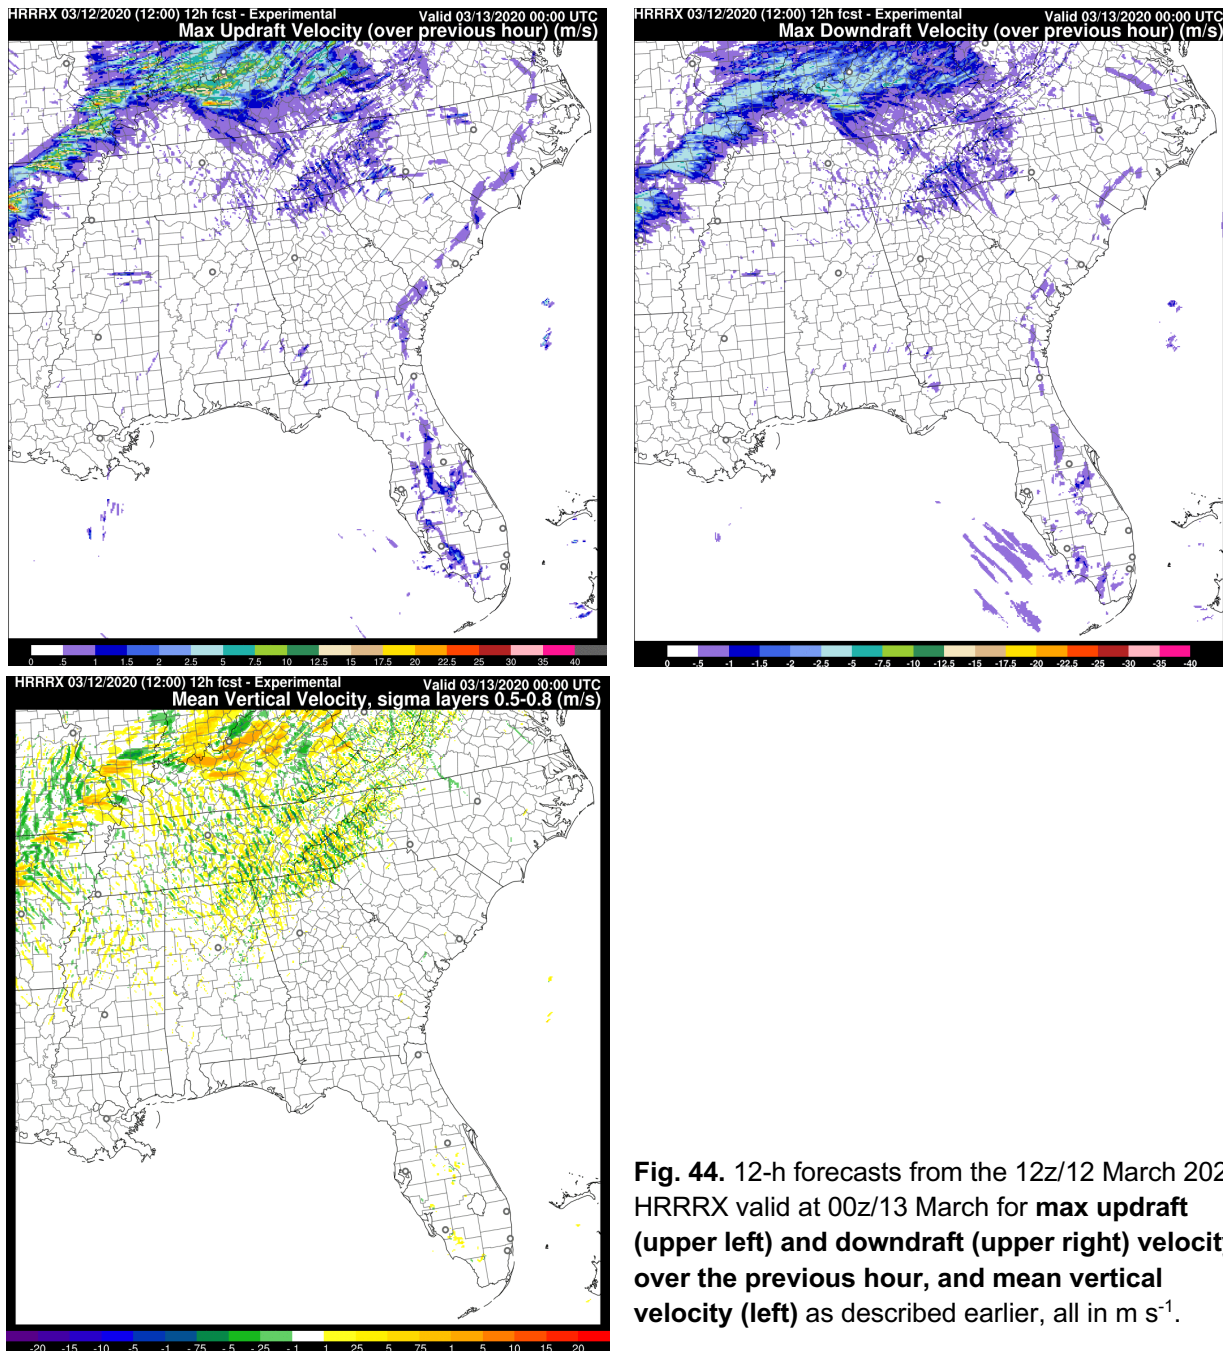 HRRRX 03/12/2020 (12:00) 12h fcst - Experimental Valid 03/13/2020 00:00 UTC
Max Updraft Velocity (over previous hour) (m/s)
0 .5 1 1.5 2 2.5 5 7.5 10 12.5 15 17.5 20 22.5 25 30 35 40
HRRRX 03/12/2020 (12:00) 12h fcst - Experimental Valid 03/13/2020 00:00 UTC
Max Downdraft Velocity (over previous hour) (m/s)
0 -.5 -1 -1.5 -2 -2.5 -5 -7.5 -10 -12.5 -15 -17.5 -20 -22.5 -25 -30 -35 -40
HRRRX 03/12/2020 (12:00) 12h fcst - Experimental Valid 03/13/2020 00:00 UTC
Mean Vertical Velocity, sigma layers 0.5-0.8 (m/s)
-20 -15 -10 -5 -1 -.75 -.5 -.25 -.1 .1 .25 .5 .75 1 5 10 15 20
Fig. 44. 12-h forecasts from the 12z/12 March 202
HRRRX valid at 00z/13 March for max updraft
(upper left) and downdraft (upper right) velocity
over the previous hour, and mean vertical
velocity (left) as described earlier, all in m s-1.